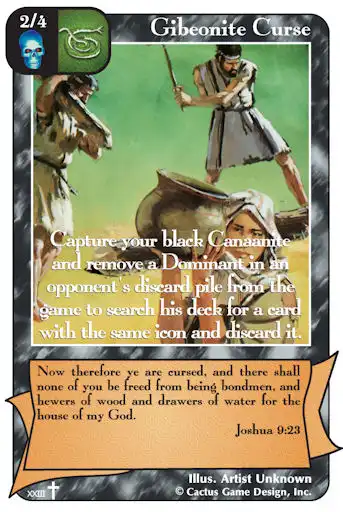 2/4
Gibeonite Curse
Capture your black Canaanite
and remove a Dominant in an
opponent's discard pile from the
game to search his deck for a card
with the same icon and discard it.
Now therefore ye are cursed, and there shall
none of you be freed from being bondmen, and
hewers of wood and drawers of water for the
house of my God.
Joshua 9:23
Illus. Artist Unknown
XXIII © Cactus Game Design, Inc.